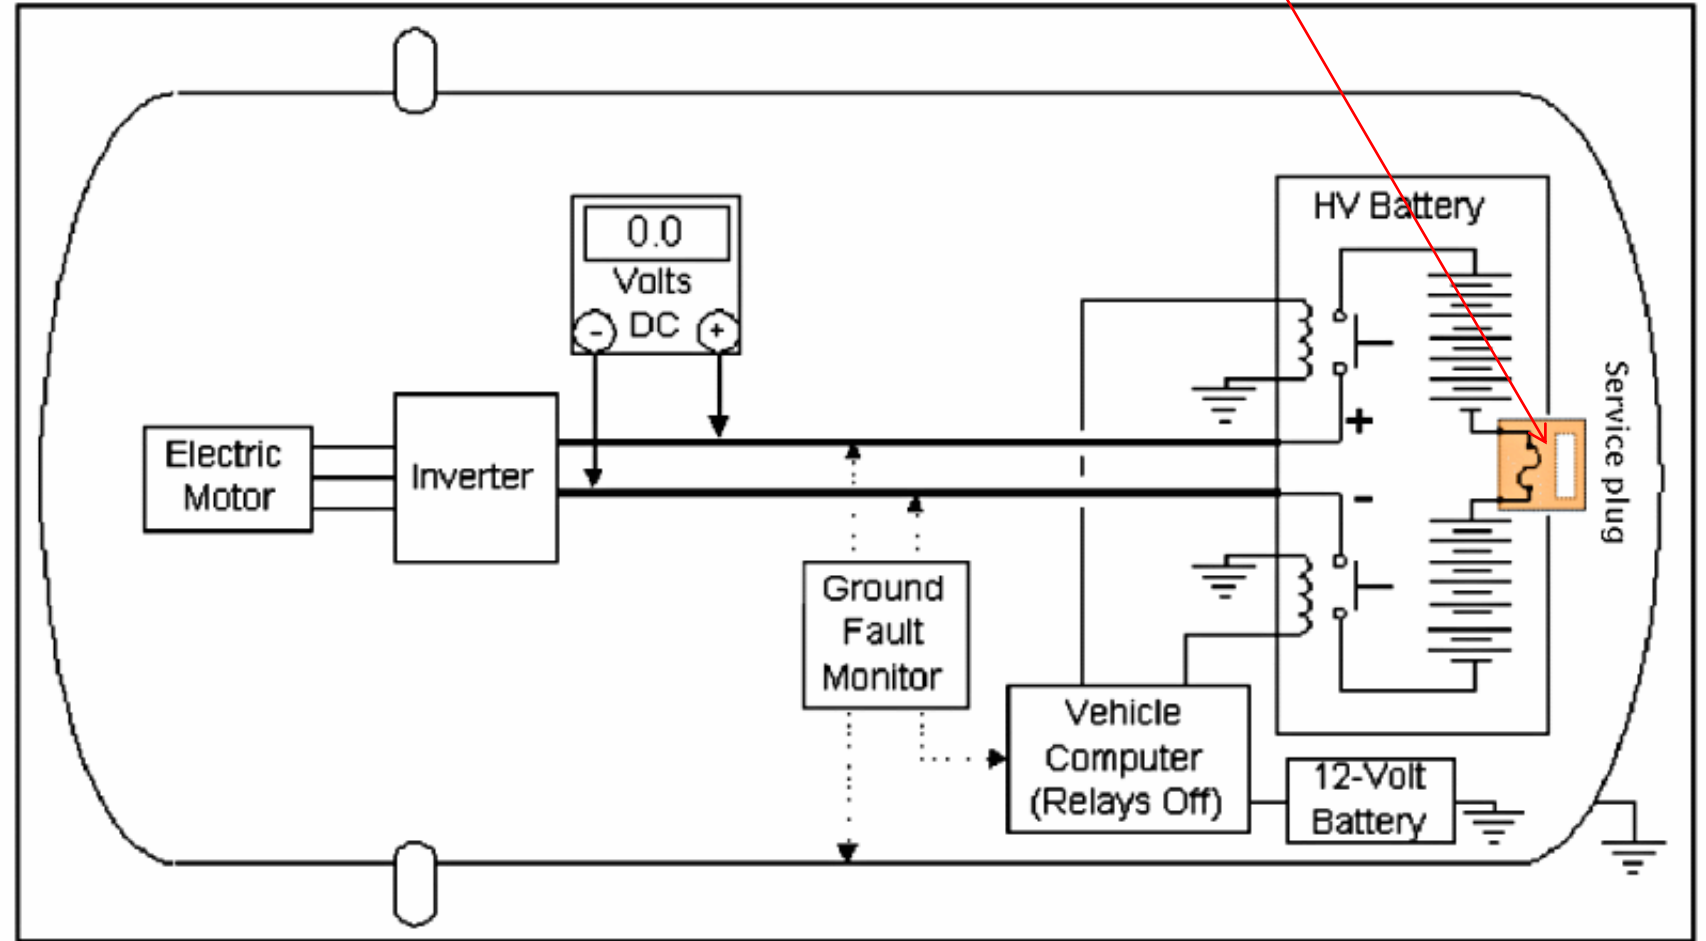 HV Battery
0.0
Volts
DC
-
+
Electric
Motor
Inverter
+
-
Service plug
Ground
Fault
Monitor
Vehicle
Computer
(Relays Off)
12-Volt
Battery